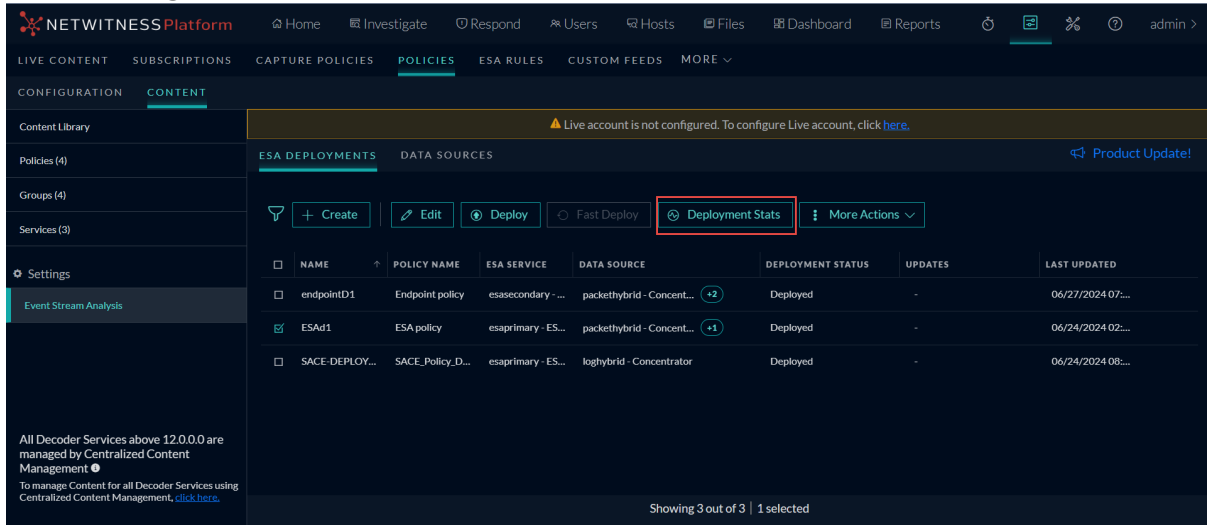 NETWITNESS Platform Home Investigate Respond Users Hosts Files Dashboard Reports admin >
LIVE CONTENT SUBSCRIPTIONS CAPTURE POLICIES POLICIES ESA RULES CUSTOM FEEDS MORE
CONFIGURATION CONTENT
Content Library
Policies (4)
Groups (4)
Services (3)
Settings
Event Stream Analysis
All Decoder Services above 12.0.0.0 are
managed by Centralized Content
Management
To manage Content for all Decoder Services using
Centralized Content Management, click here.
Live account is not configured. To configure Live account, click here.
ESA DEPLOYMENTS DATA SOURCES Product Update!
+ Create Edit Deploy Fast Deploy Deployment Stats More Actions
NAME ↑ POLICY NAME ESA SERVICE DATA SOURCE DEPLOYMENT STATUS UPDATES LAST UPDATED
endpointD1 Endpoint policy esasecondary - ... packethybrid - Concent... +2 Deployed - 06/27/2024 07:...
ESAd1 ESA policy esaprimary - ES... packethybrid - Concent... +1 Deployed - 06/24/2024 02:...
SACE-DEPLOY... SACE_Policy_D... esaprimary - ES... loghybrid - Concentrator Deployed - 06/24/2024 08:...
Showing 3 out of 3 | 1 selected